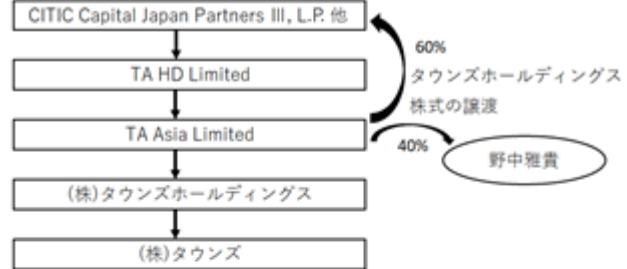 CITIC Capital Japan Partners III, L.P. 他
60%
TA HD Limited
タウンズホールディングス
株式の譲渡
TA Asia Limited
40%
野中雅貴
(株)タウンズホールディングス
(株)タウンズ